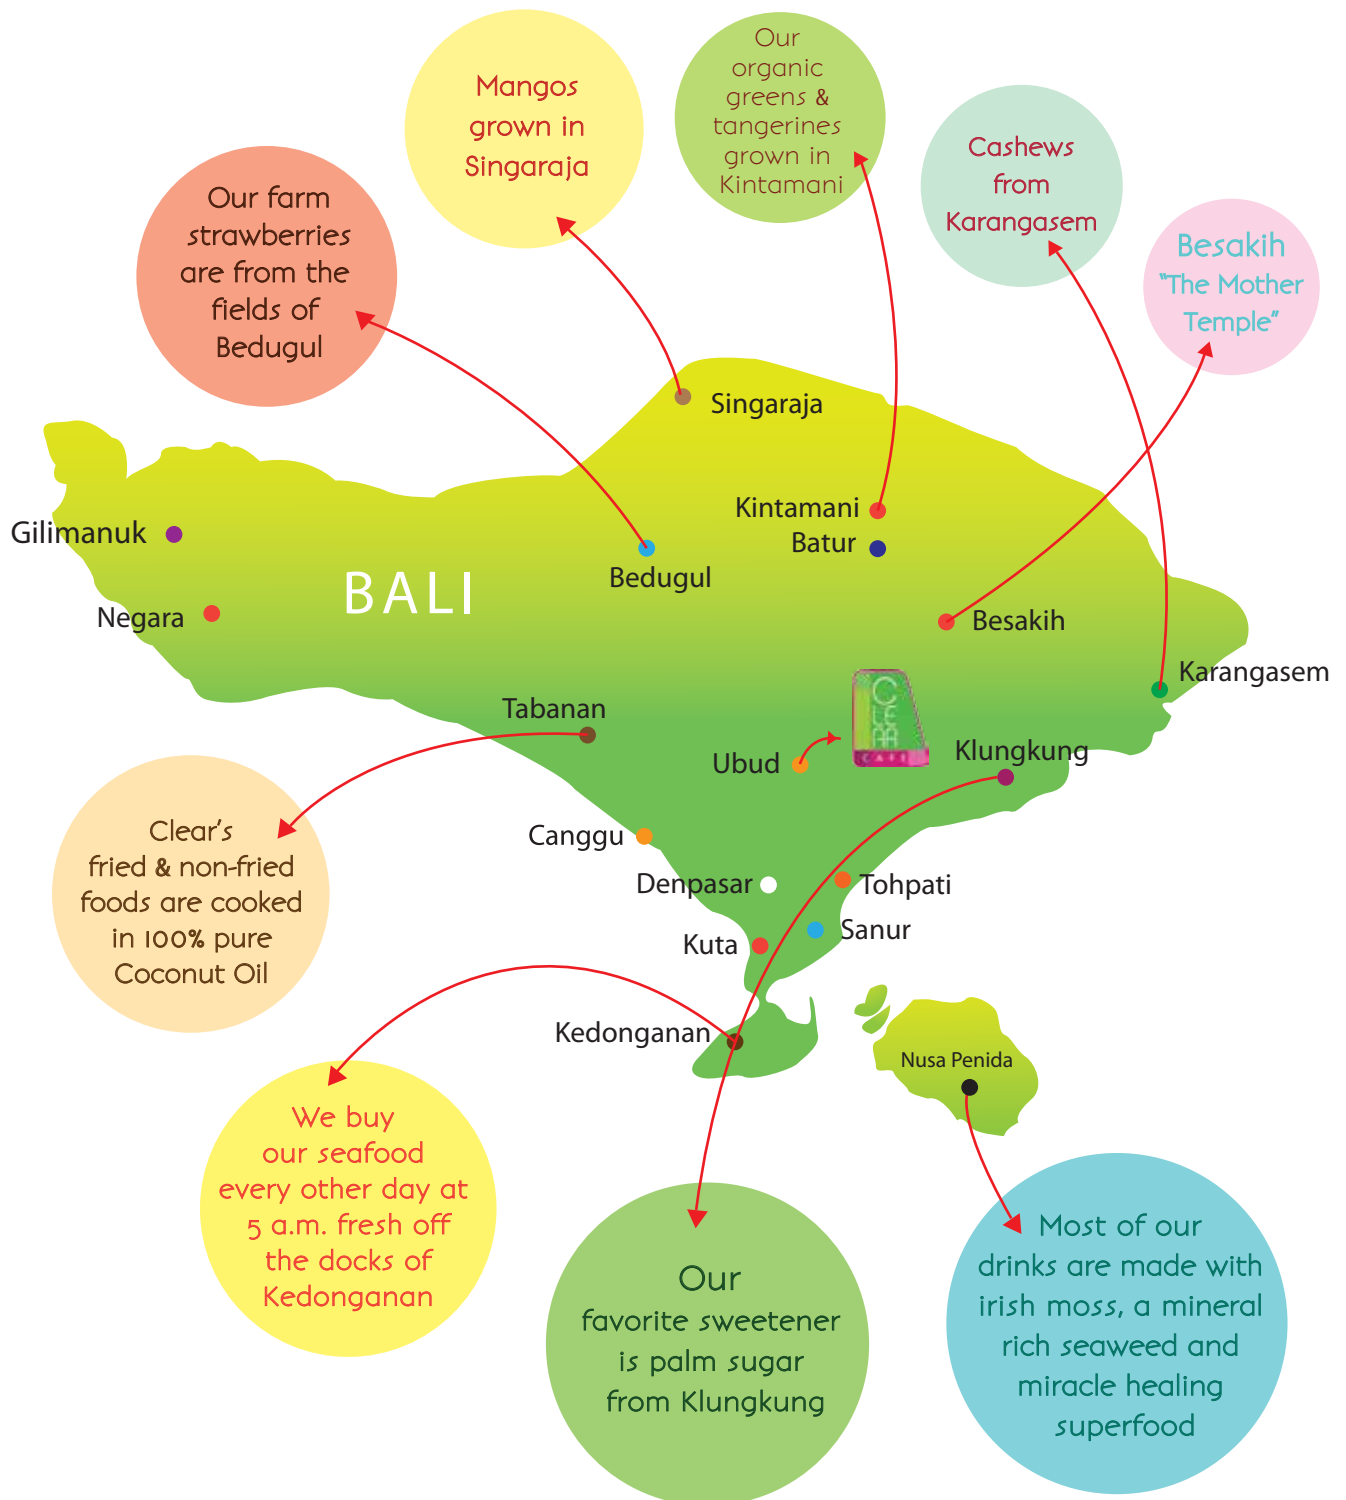 Our
organic
greens &
tangerines
grown in
Kintamani
Mangos
grown in
Singaraja
Cashews
from
Karangasem
Our farm
strawberries
are from the
fields of
Bedugul
Besakih
"The Mother
Temple"
Singaraja
Kintamani
Batur
Gilimanuk
BALI
Bedugul
Negara
Besakih
Karangasem
Tabanan
Ubud
CAFE
Klungkung
Canggu
Denpasar
Tohpati
Kuta
Sanur
Kedonganan
Nusa Penida
Clear's
fried & non-fried
foods are cooked
in 100% pure
Coconut Oil
We buy
our seafood
every other day at
5 a.m. fresh off
the docks of
Kedonganan
Our
favorite sweetener
is palm sugar
from Klungkung
Most of our
drinks are made with
irish moss, a mineral
rich seaweed and
miracle healing
superfood